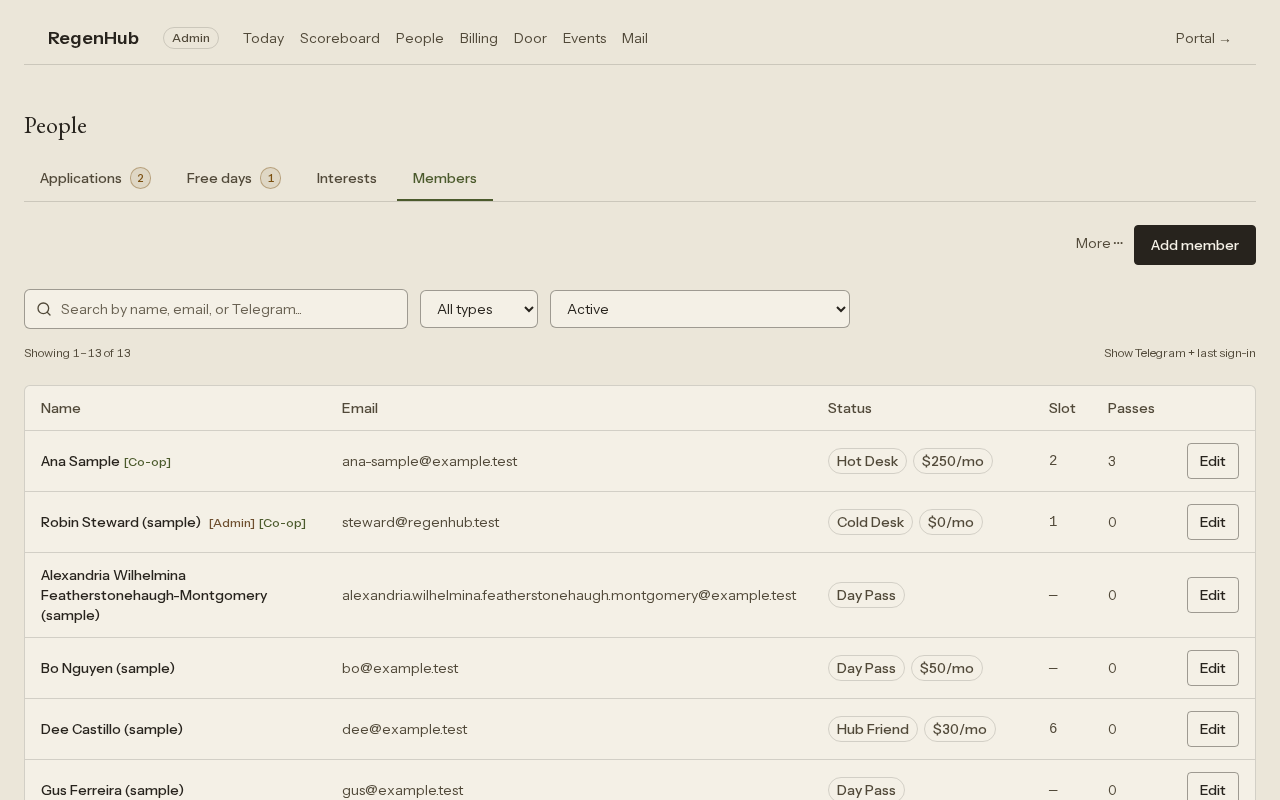 RegenHub Admin Today Scoreboard People Billing Door Events Mail Portal →
People
Applications 2 Free days 1 Interests Members
More ··· Add member
Search by name, email, or Telegram... All types Active
Showing 1–13 of 13 Show Telegram + last sign-in
Name Email Status Slot Passes
Ana Sample [Co-op] ana-sample@example.test Hot Desk $250/mo 2 3 Edit
Robin Steward (sample) [Admin] [Co-op] steward@regenhub.test Cold Desk $0/mo 1 0 Edit
Alexandria Wilhelmina
Featherstonehaugh-Montgomery
(sample)
alexandria.wilhelmina.featherstonehaugh.montgomery@example.test Day Pass — 0 Edit
Bo Nguyen (sample) bo@example.test Day Pass $50/mo — 0 Edit
Dee Castillo (sample) dee@example.test Hub Friend $30/mo 6 0 Edit
Gus Ferreira (sample) gus@example.test Day Pass — 0 Edit